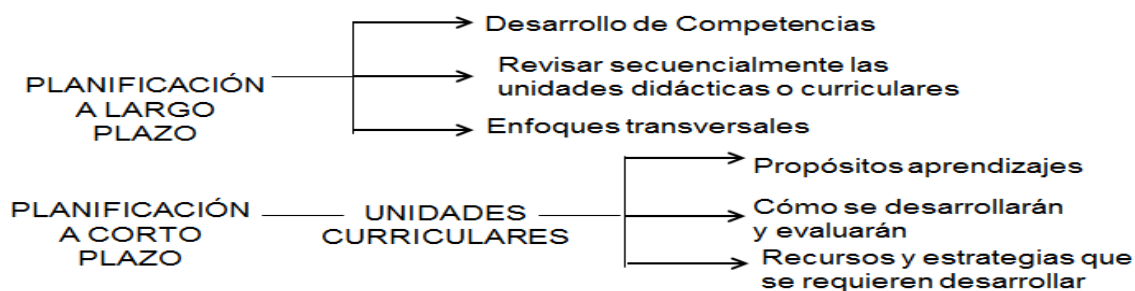 PLANIFICACIÓN
A LARGO
PLAZO
Desarrollo de Competencias
Revisar secuencialmente las
unidades didácticas o curriculares
Enfoques transversales
PLANIFICACIÓN
A CORTO
PLAZO
UNIDADES
CURRICULARES
Propósitos aprendizajes
Cómo se desarrollarán
y evaluarán
Recursos y estrategias que
se requieren desarrollar